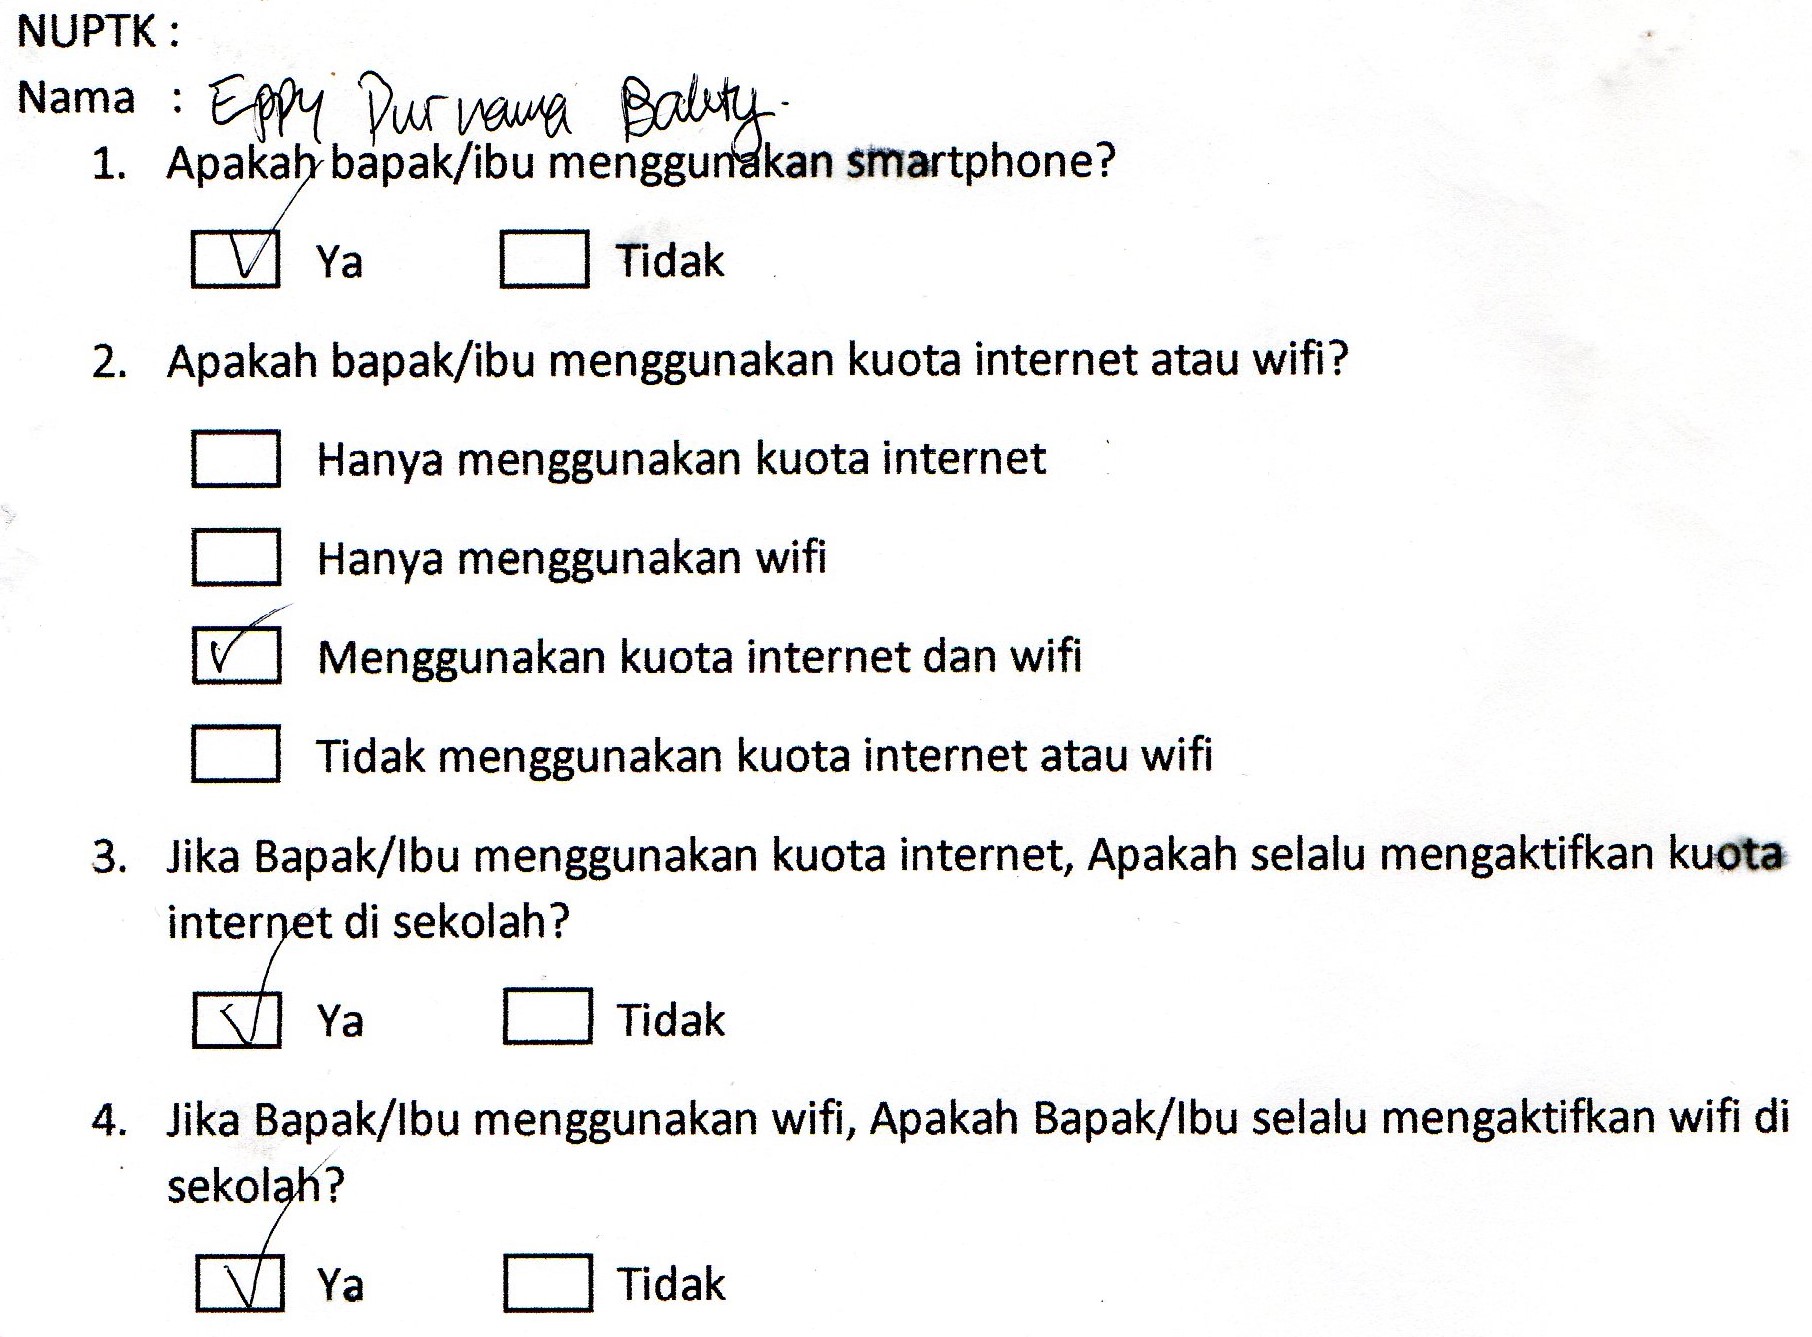 NUPTK :
Nama : Eppy Purnama
1. Apakah bapak/ibu menggunakan smartphone?
Ya Tidak
2. Apakah bapak/ibu menggunakan kuota internet atau wifi?
Hanya menggunakan kuota internet
Hanya menggunakan wifi
Menggunakan kuota internet dan wifi
Tidak menggunakan kuota internet atau wifi
3. Jika Bapak/Ibu menggunakan kuota internet, Apakah selalu mengaktifkan kuota
internet di sekolah?
Ya Tidak
4. Jika Bapak/Ibu menggunakan wifi, Apakah Bapak/Ibu selalu mengaktifkan wifi di
sekolah?
Ya Tidak